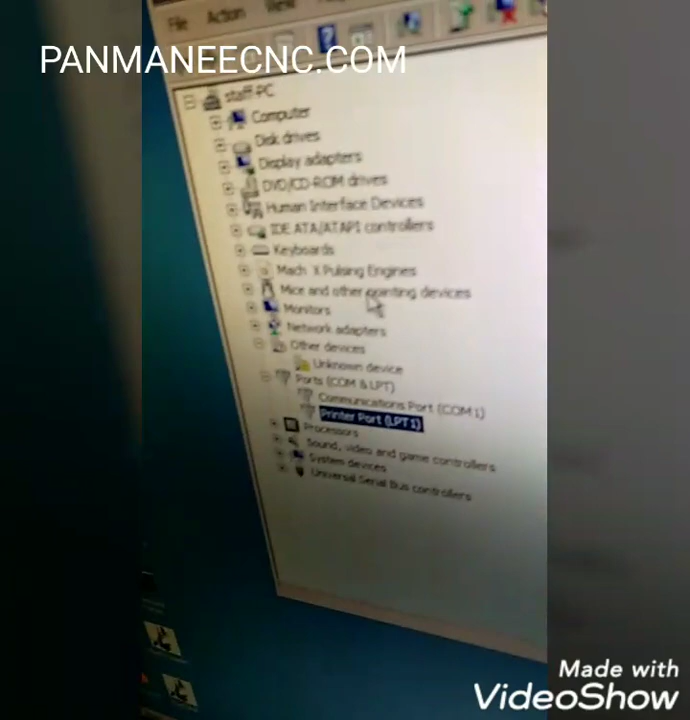 File Action View
PANMANEECNC.COM
staff-PC
Computer
Disk drives
Display adapters
DVD/CD-ROM drives
Human Interface Devices
IDE ATA/ATAPI controllers
Keyboards
Mach X Pulsing Engines
Mice and other pointing devices
Monitors
Network adapters
Other devices
Unknown device
Ports (COM & LPT)
Communications Port (COM1)
Printer Port (LPT1)
Processors
Sound, video and game controllers
System devices
Universal Serial Bus controllers
Made with
VideoShow